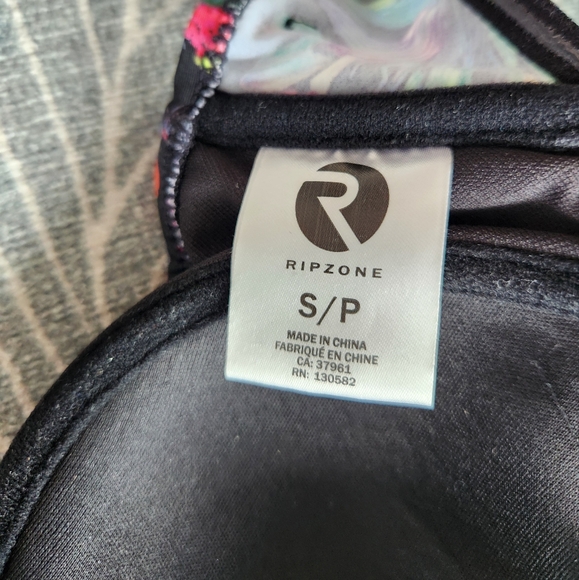 R
RIPZONE
S/P
MADE IN CHINA
FABRIQUÉ EN CHINE
CA: 37961
RN: 130582